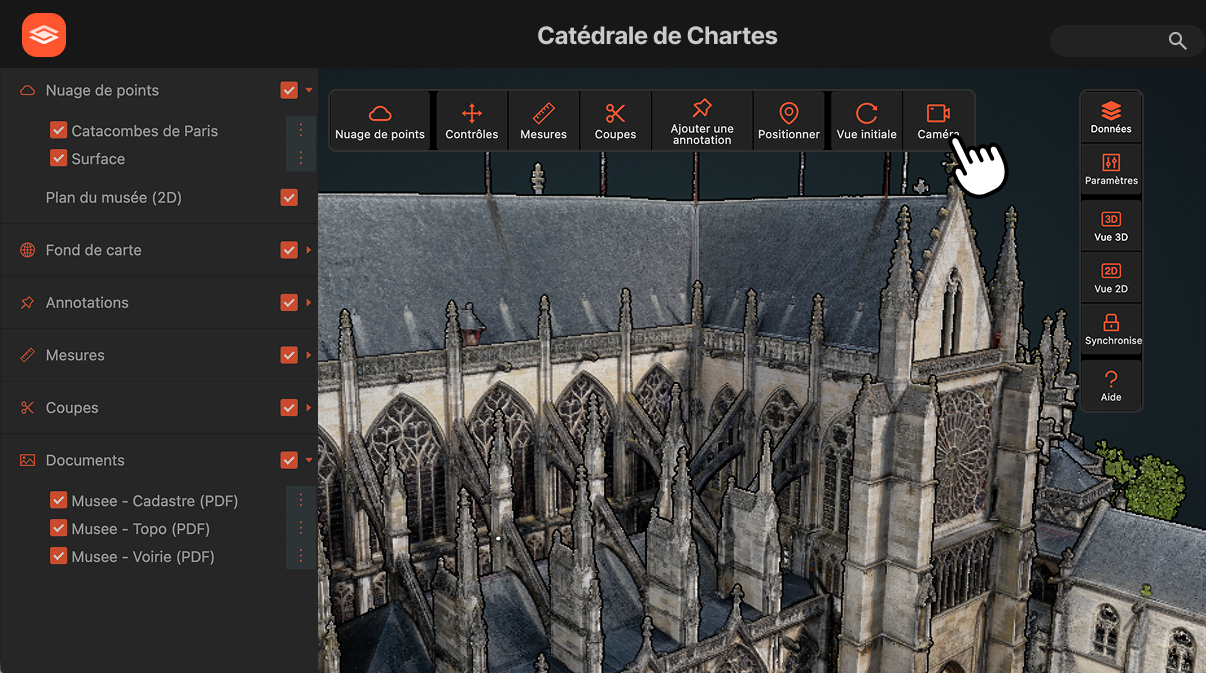 Catédrale de Chartes
Nuage de points
Catacombes de Paris
Surface
Plan du musée (2D)
Fond de carte
Annotations
Mesures
Coupes
Documents
Musee - Cadastre (PDF)
Musee - Topo (PDF)
Musee - Voirie (PDF)
Nuage de points
Contrôles
Mesures
Coupes
Ajouter une
annotation
Positionner
Vue initiale
Caméra
Données
Paramètres
3D
Vue 3D
2D
Vue 2D
Synchronise
?
Aide